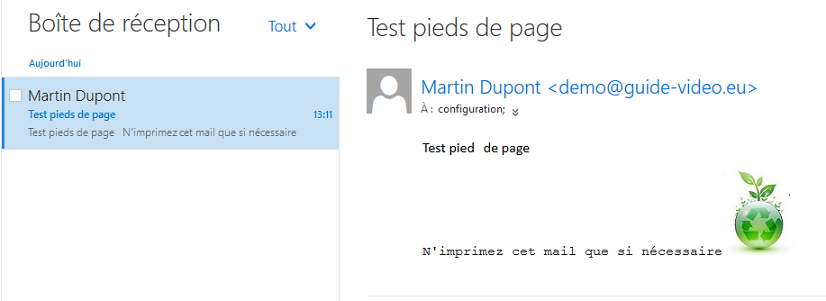 Boîte de réception
Tout
Aujourd'hui
Martin Dupont
Test pieds de page 13:11
Test pieds de page N'imprimez cet mail que si nécessaire
Test pieds de page
Martin Dupont <demo@guide-video.eu>
À : configuration;
Test pied de page
N'imprimez cet mail que si nécessaire